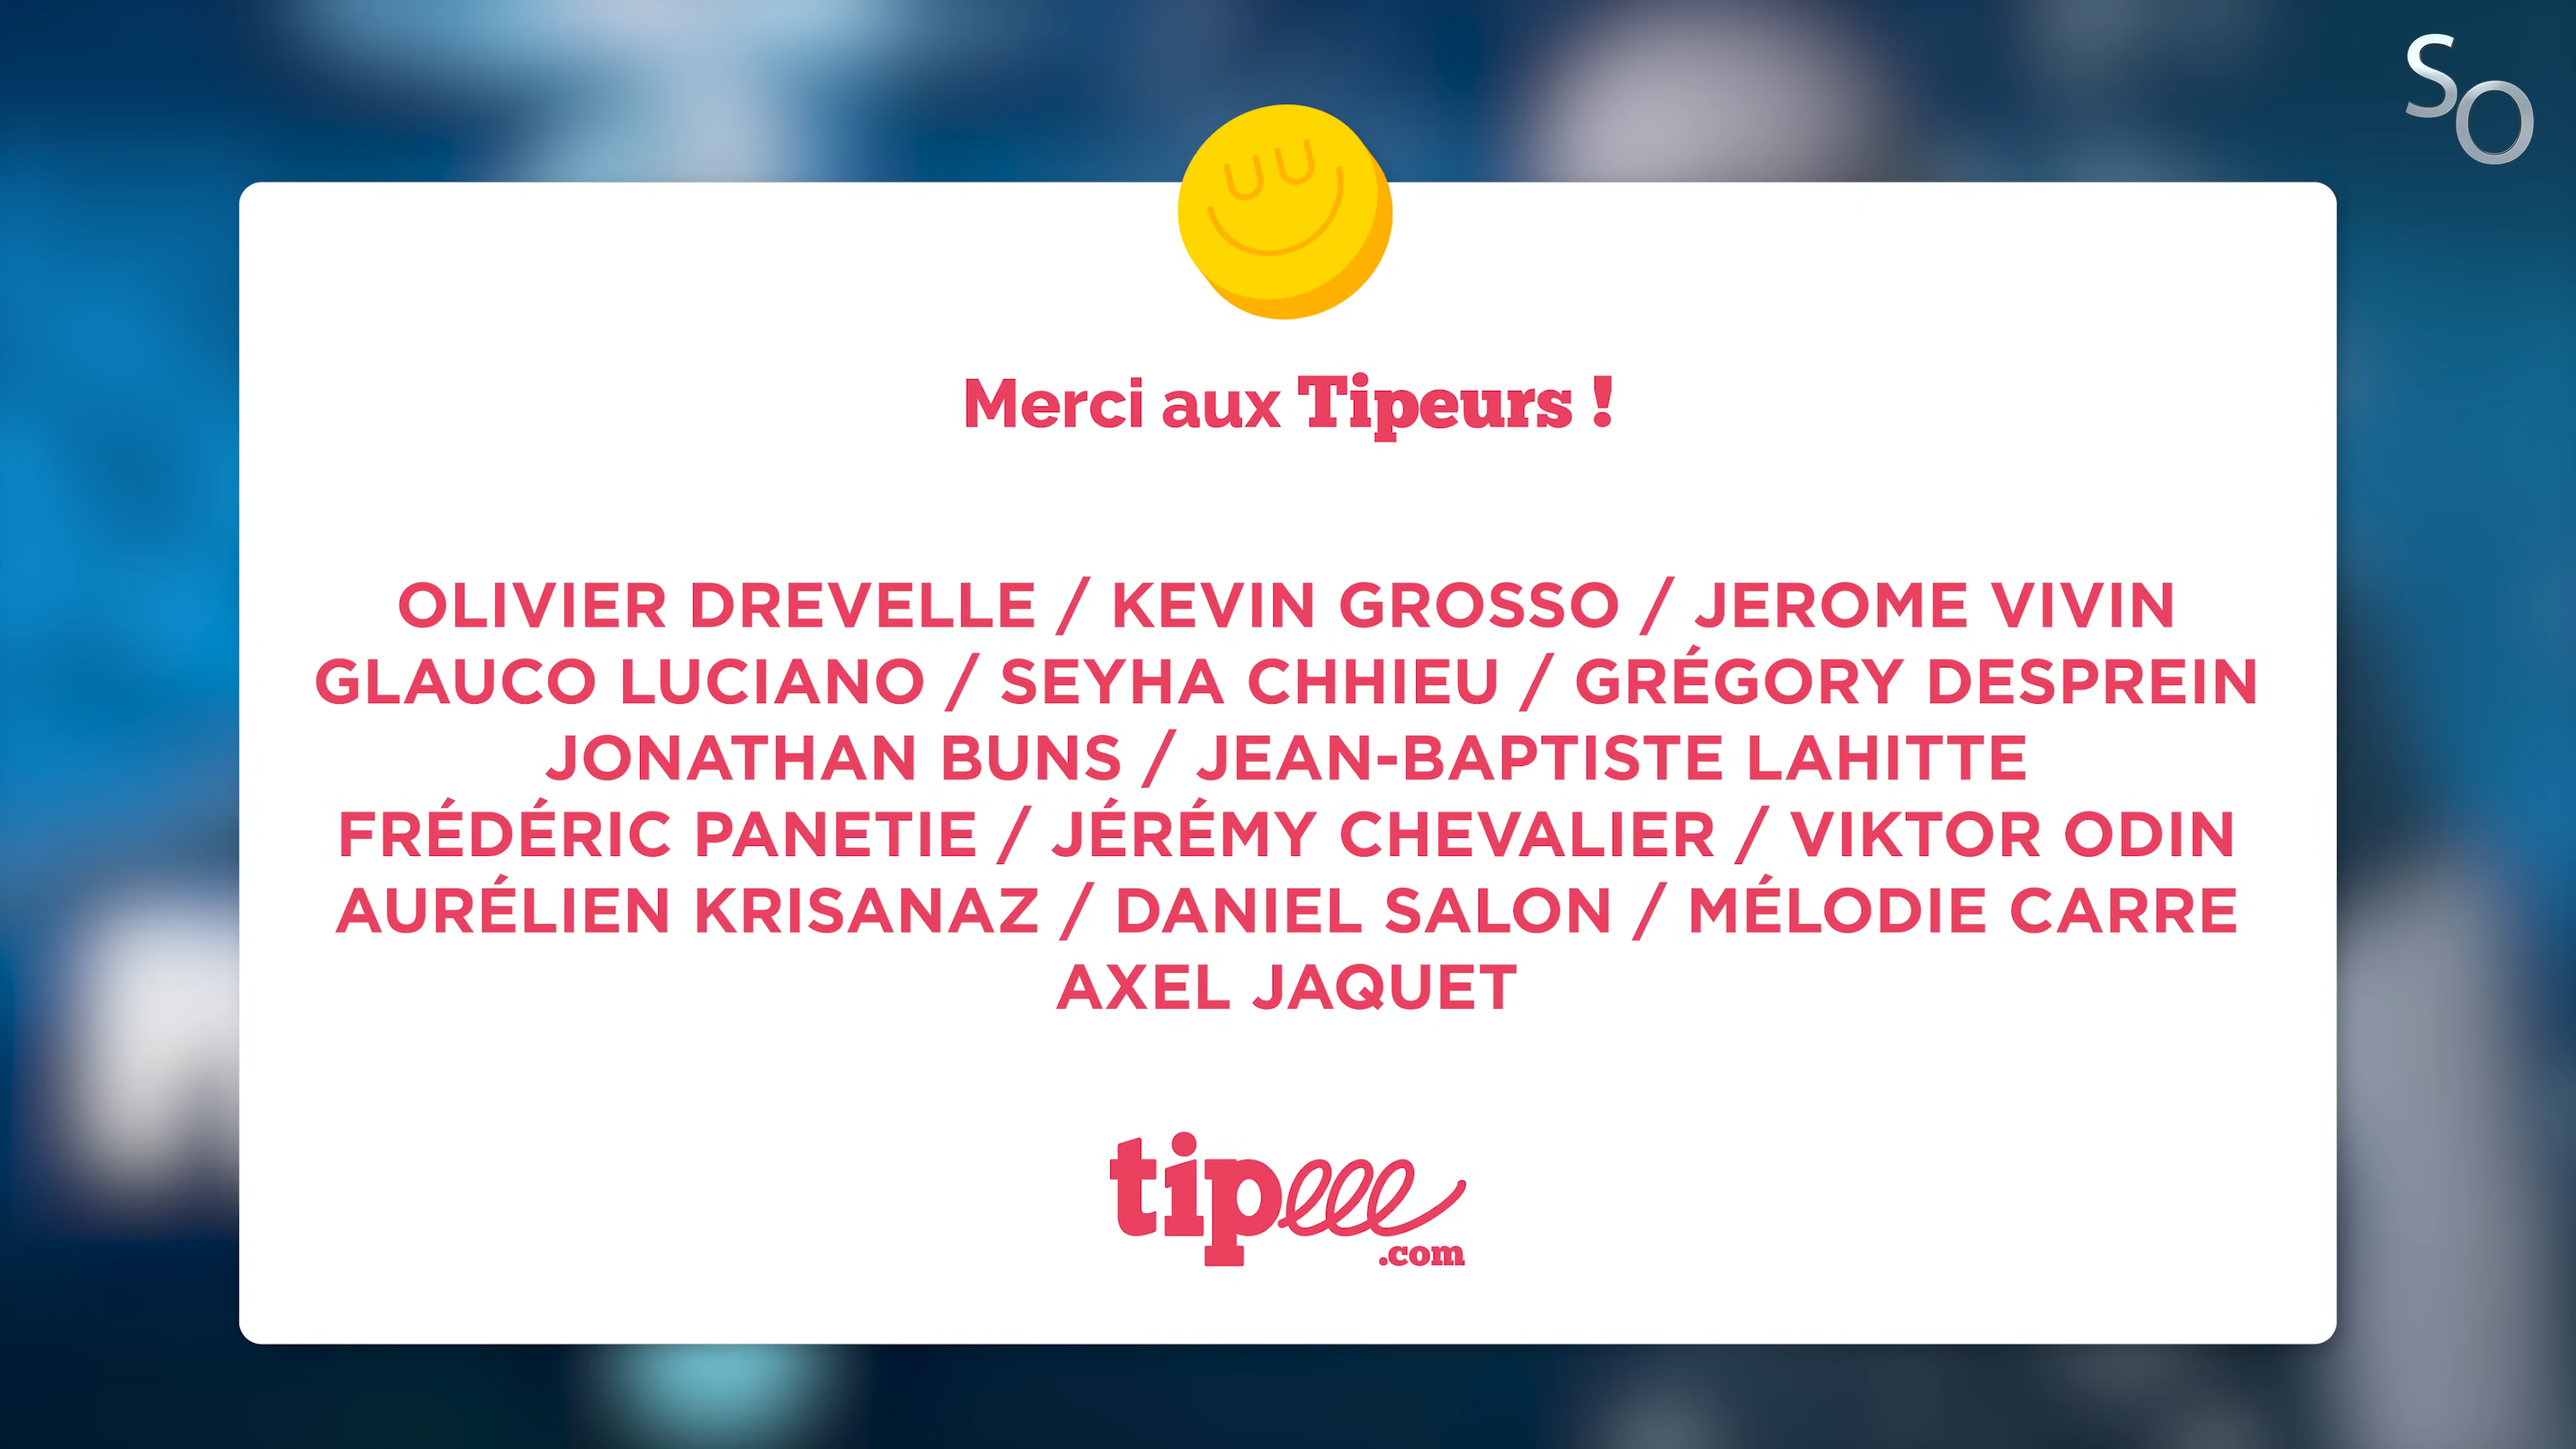 SO
Merci aux Tipeurs !
OLIVIER DREVELLE / KEVIN GROSSO / JEROME VIVIN
GLAUCO LUCIANO / SEYHA CHHIEU / GRÉGORY DESPREIN
JONATHAN BUNS / JEAN-BAPTISTE LAHITTE
FRÉDÉRIC PANETIE / JÉRÉMY CHEVALIER / VIKTOR ODIN
AURÉLIEN KRISANAZ / DANIEL SALON / MÉLODIE CARRE
AXEL JAQUET
tipeee
.com